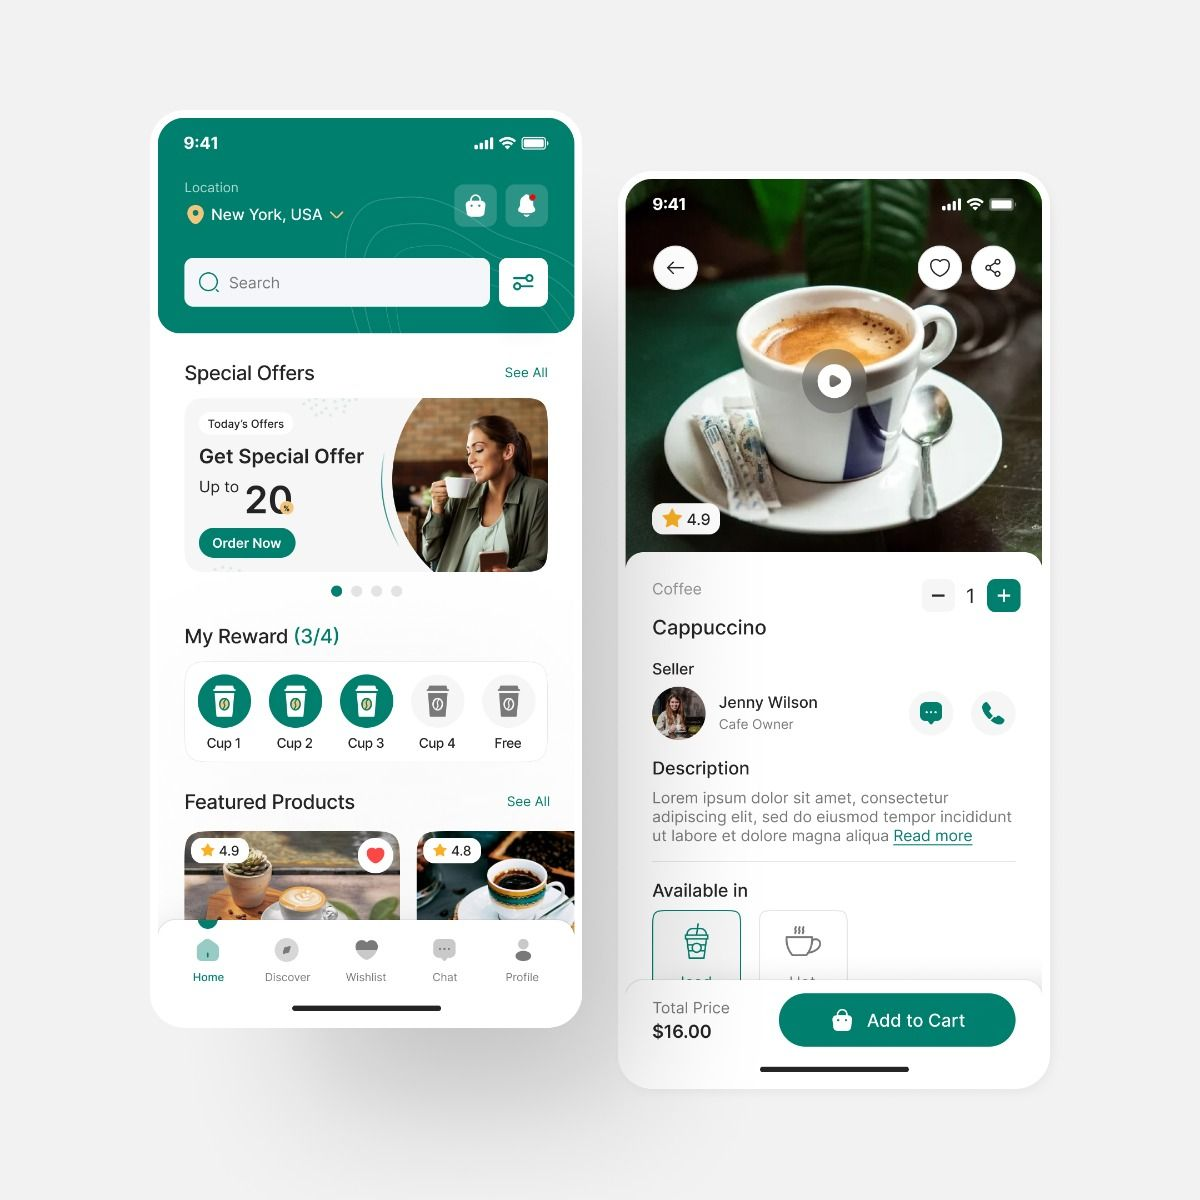 9:41
Location
New York, USA
Search
Special Offers
See All
Today's Offers
Get Special Offer
Up to 20%
Order Now
My Reward (3/4)
Cup 1
Cup 2
Cup 3
Cup 4
Free
Featured Products
See All
4.9
4.8
Home
Discover
Wishlist
Chat
Profile
9:41
4.9
Coffee
1
Cappuccino
Seller
Jenny Wilson
Cafe Owner
Description
Lorem ipsum dolor sit amet, consectetur
adipiscing elit, sed do eiusmod tempor incididunt
ut labore et dolore magna aliqua Read more
Available in
Iced
Hot
Total Price
$16.00
Add to Cart